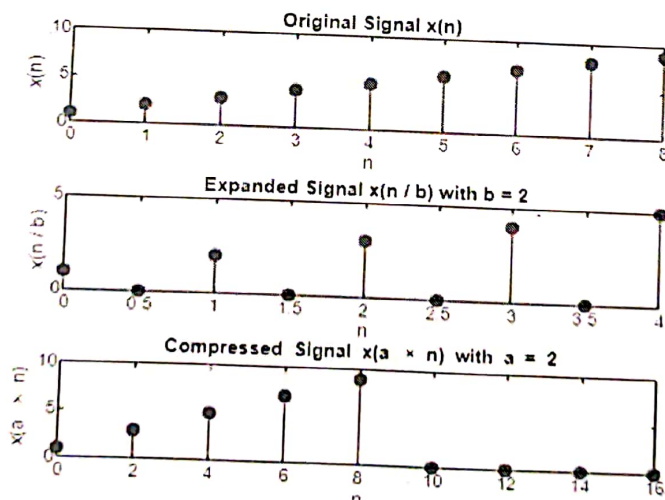 Original Signal x(n)
10
5
0
x(n)
0 1 2 3 4 5 6 7 8
n
Expanded Signal x(n / b) with b = 2
5
0
x(n / b)
0 0.5 1 1.5 2 2.5 3 3.5 4
n
Compressed Signal x(a × n) with a = 2
10
5
0
x(a × n)
0 2 4 6 8 10 12 14 16
n